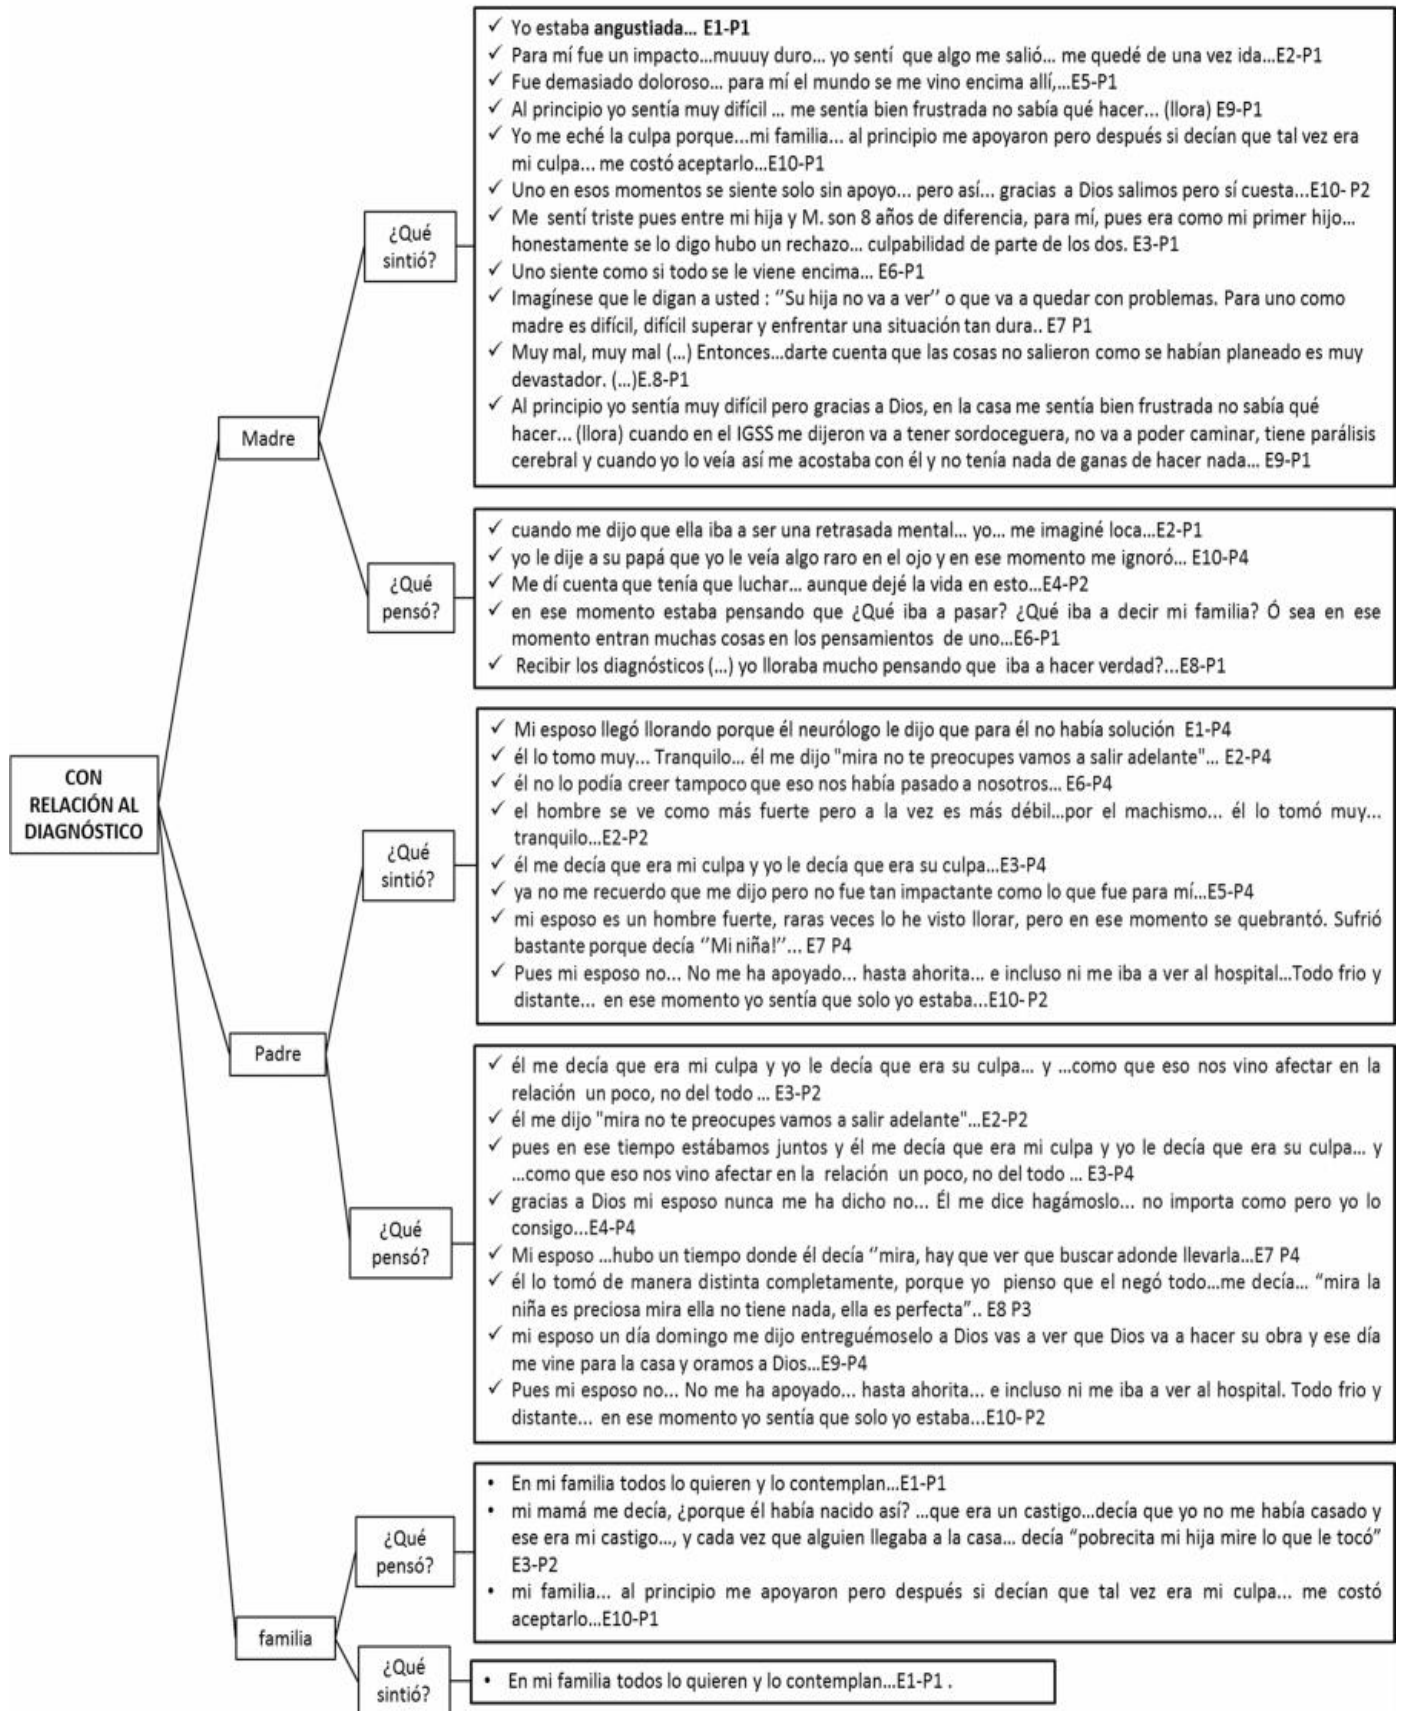 ✓ Yo estaba angustiada... E1-P1
✓ Para mí fue un impacto...muuuy duro... yo sentí que algo me salió... me quedé de una vez ida...E2-P1
✓ Fue demasiado doloroso... para mí el mundo se me vino encima allí,...E5-P1
✓ Al principio yo sentía muy difícil ... me sentía bien frustrada no sabía qué hacer... (llora) E9-P1
✓ Yo me eché la culpa porque...mi familia... al principio me apoyaron pero después si decían que tal vez era
mi culpa... me costó aceptarlo...E10-P1
✓ Uno en esos momentos se siente solo sin apoyo... pero así... gracias a Dios salimos pero sí cuesta...E10- P2
✓ Me sentí triste pues entre mi hija y M. son 8 años de diferencia, para mí, pues era como mi primer hijo...
honestamente se lo digo hubo un rechazo... culpabilidad de parte de los dos. E3-P1
✓ Uno siente como si todo se le viene encima... E6-P1
✓ Imagínese que le digan a usted : ‘’Su hija no va a ver’’ o que va a quedar con problemas. Para uno como
madre es difícil, difícil superar y enfrentar una situación tan dura.. E7 P1
✓ Muy mal, muy mal (...) Entonces...darte cuenta que las cosas no salieron como se habían planeado es muy
devastador. (...)E.8-P1
✓ Al principio yo sentía muy difícil pero gracias a Dios, en la casa me sentía bien frustrada no sabía qué
hacer... (llora) cuando en el IGSS me dijeron va a tener sordoceguera, no va a poder caminar, tiene parálisis
cerebral y cuando yo lo veía así me acostaba con él y no tenía nada de ganas de hacer nada... E9-P1
¿Qué
sintió?
Madre
✓ cuando me dijo que ella iba a ser una retrasada mental... yo... me imaginé loca...E2-P1
✓ yo le dije a su papá que yo le veía algo raro en el ojo y en ese momento me ignoró... E10-P4
✓ Me dí cuenta que tenía que luchar... aunque dejé la vida en esto...E4-P2
✓ en ese momento estaba pensando que ¿Qué iba a pasar? ¿Qué iba a decir mi familia? Ó sea en ese
momento entran muchas cosas en los pensamientos de uno...E6-P1
✓ Recibir los diagnósticos (...) yo lloraba mucho pensando que iba a hacer verdad?...E8-P1
¿Qué
pensó?
CON
RELACIÓN AL
DIAGNÓSTICO
✓ Mi esposo llegó llorando porque él neurólogo le dijo que para él no había solución E1-P4
✓ él lo tomo muy... Tranquilo... él me dijo "mira no te preocupes vamos a salir adelante"... E2-P4
✓ él no lo podía creer tampoco que eso nos había pasado a nosotros... E6-P4
✓ el hombre se ve como más fuerte pero a la vez es más débil...por el machismo... él lo tomó muy...
tranquilo...E2-P2
✓ él me decía que era mi culpa y yo le decía que era su culpa...E3-P4
✓ ya no me recuerdo que me dijo pero no fue tan impactante como lo que fue para mí...E5-P4
✓ mi esposo es un hombre fuerte, raras veces lo he visto llorar, pero en ese momento se quebrantó. Sufrió
bastante porque decía ‘’Mi niña!’’... E7 P4
✓ Pues mi esposo no... No me ha apoyado... hasta ahorita... e incluso ni me iba a ver al hospital...Todo frio y
distante... en ese momento yo sentía que solo yo estaba...E10- P2
¿Qué
sintió?
Padre
✓ él me decía que era mi culpa y yo le decía que era su culpa... y ...como que eso nos vino afectar en la
relación un poco, no del todo ... E3-P2
✓ él me dijo "mira no te preocupes vamos a salir adelante"...E2-P2
✓ pues en ese tiempo estábamos juntos y él me decía que era mi culpa y yo le decía que era su culpa... y
...como que eso nos vino afectar en la relación un poco, no del todo ... E3-P4
✓ gracias a Dios mi esposo nunca me ha dicho no... Él me dice hagámoslo... no importa como pero yo lo
consigo...E4-P4
✓ Mi esposo ...hubo un tiempo donde él decía ‘’mira, hay que ver que buscar adonde llevarla...E7 P4
✓ él lo tomó de manera distinta completamente, porque yo pienso que el negó todo...me decía... “mira la
niña es preciosa mira ella no tiene nada, ella es perfecta”.. E8 P3
✓ mi esposo un día domingo me dijo entreguémoselo a Dios vas a ver que Dios va a hacer su obra y ese día
me vine para la casa y oramos a Dios...E9-P4
✓ Pues mi esposo no... No me ha apoyado... hasta ahorita... e incluso ni me iba a ver al hospital. Todo frio y
distante... en ese momento yo sentía que solo yo estaba...E10- P2
¿Qué
pensó?
• En mi familia todos lo quieren y lo contemplan...E1-P1
• mi mamá me decía, ¿porque él había nacido así? ...que era un castigo...decía que yo no me había casado y
ese era mi castigo..., y cada vez que alguien llegaba a la casa... decía “pobrecita mi hija mire lo que le tocó”
E3-P2
• mi familia... al principio me apoyaron pero después si decían que tal vez era mi culpa... me costó
aceptarlo...E10-P1
¿Qué
pensó?
familia
¿Qué
sintió?
• En mi familia todos lo quieren y lo contemplan...E1-P1 .